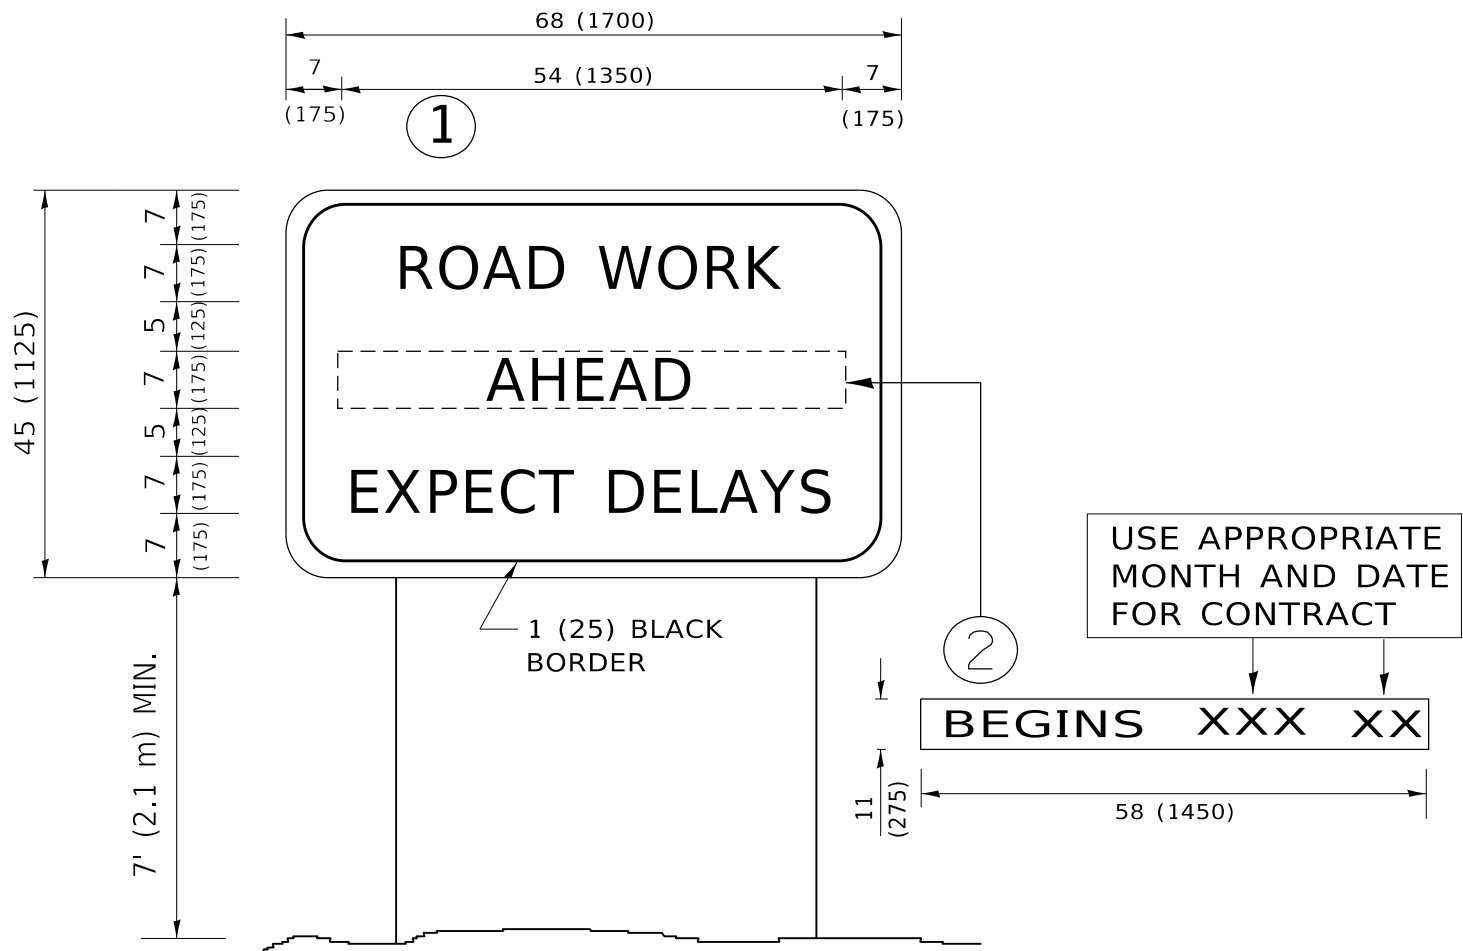 68 (1700)
7
54 (1350)
7
(175)
(175)
1
7
(175)
7
(175)
5
(125)
7
(175)
5
(125)
7
(175)
7
(175)
45 (1125)
ROAD WORK
AHEAD
EXPECT DELAYS
1 (25) BLACK
BORDER
7' (2.1 m) MIN.
2
USE APPROPRIATE
MONTH AND DATE
FOR CONTRACT
BEGINS XXX XX
11
(275)
58 (1450)